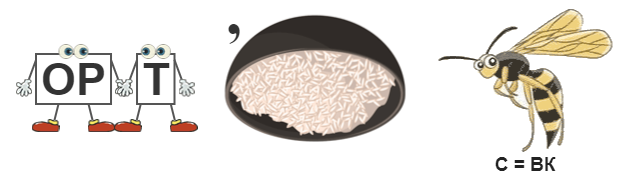 ОР Т ,
С = ВК